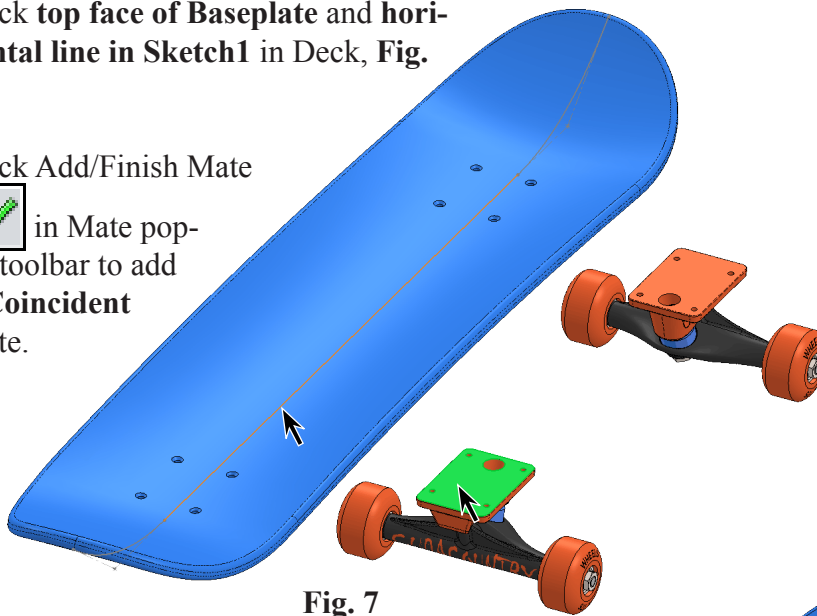 ck top face of Baseplate and hori-
ntal line in Sketch1 in Deck, Fig.
ck Add/Finish Mate
in Mate pop-
toolbar to add
Coincident
te.
Fig. 7